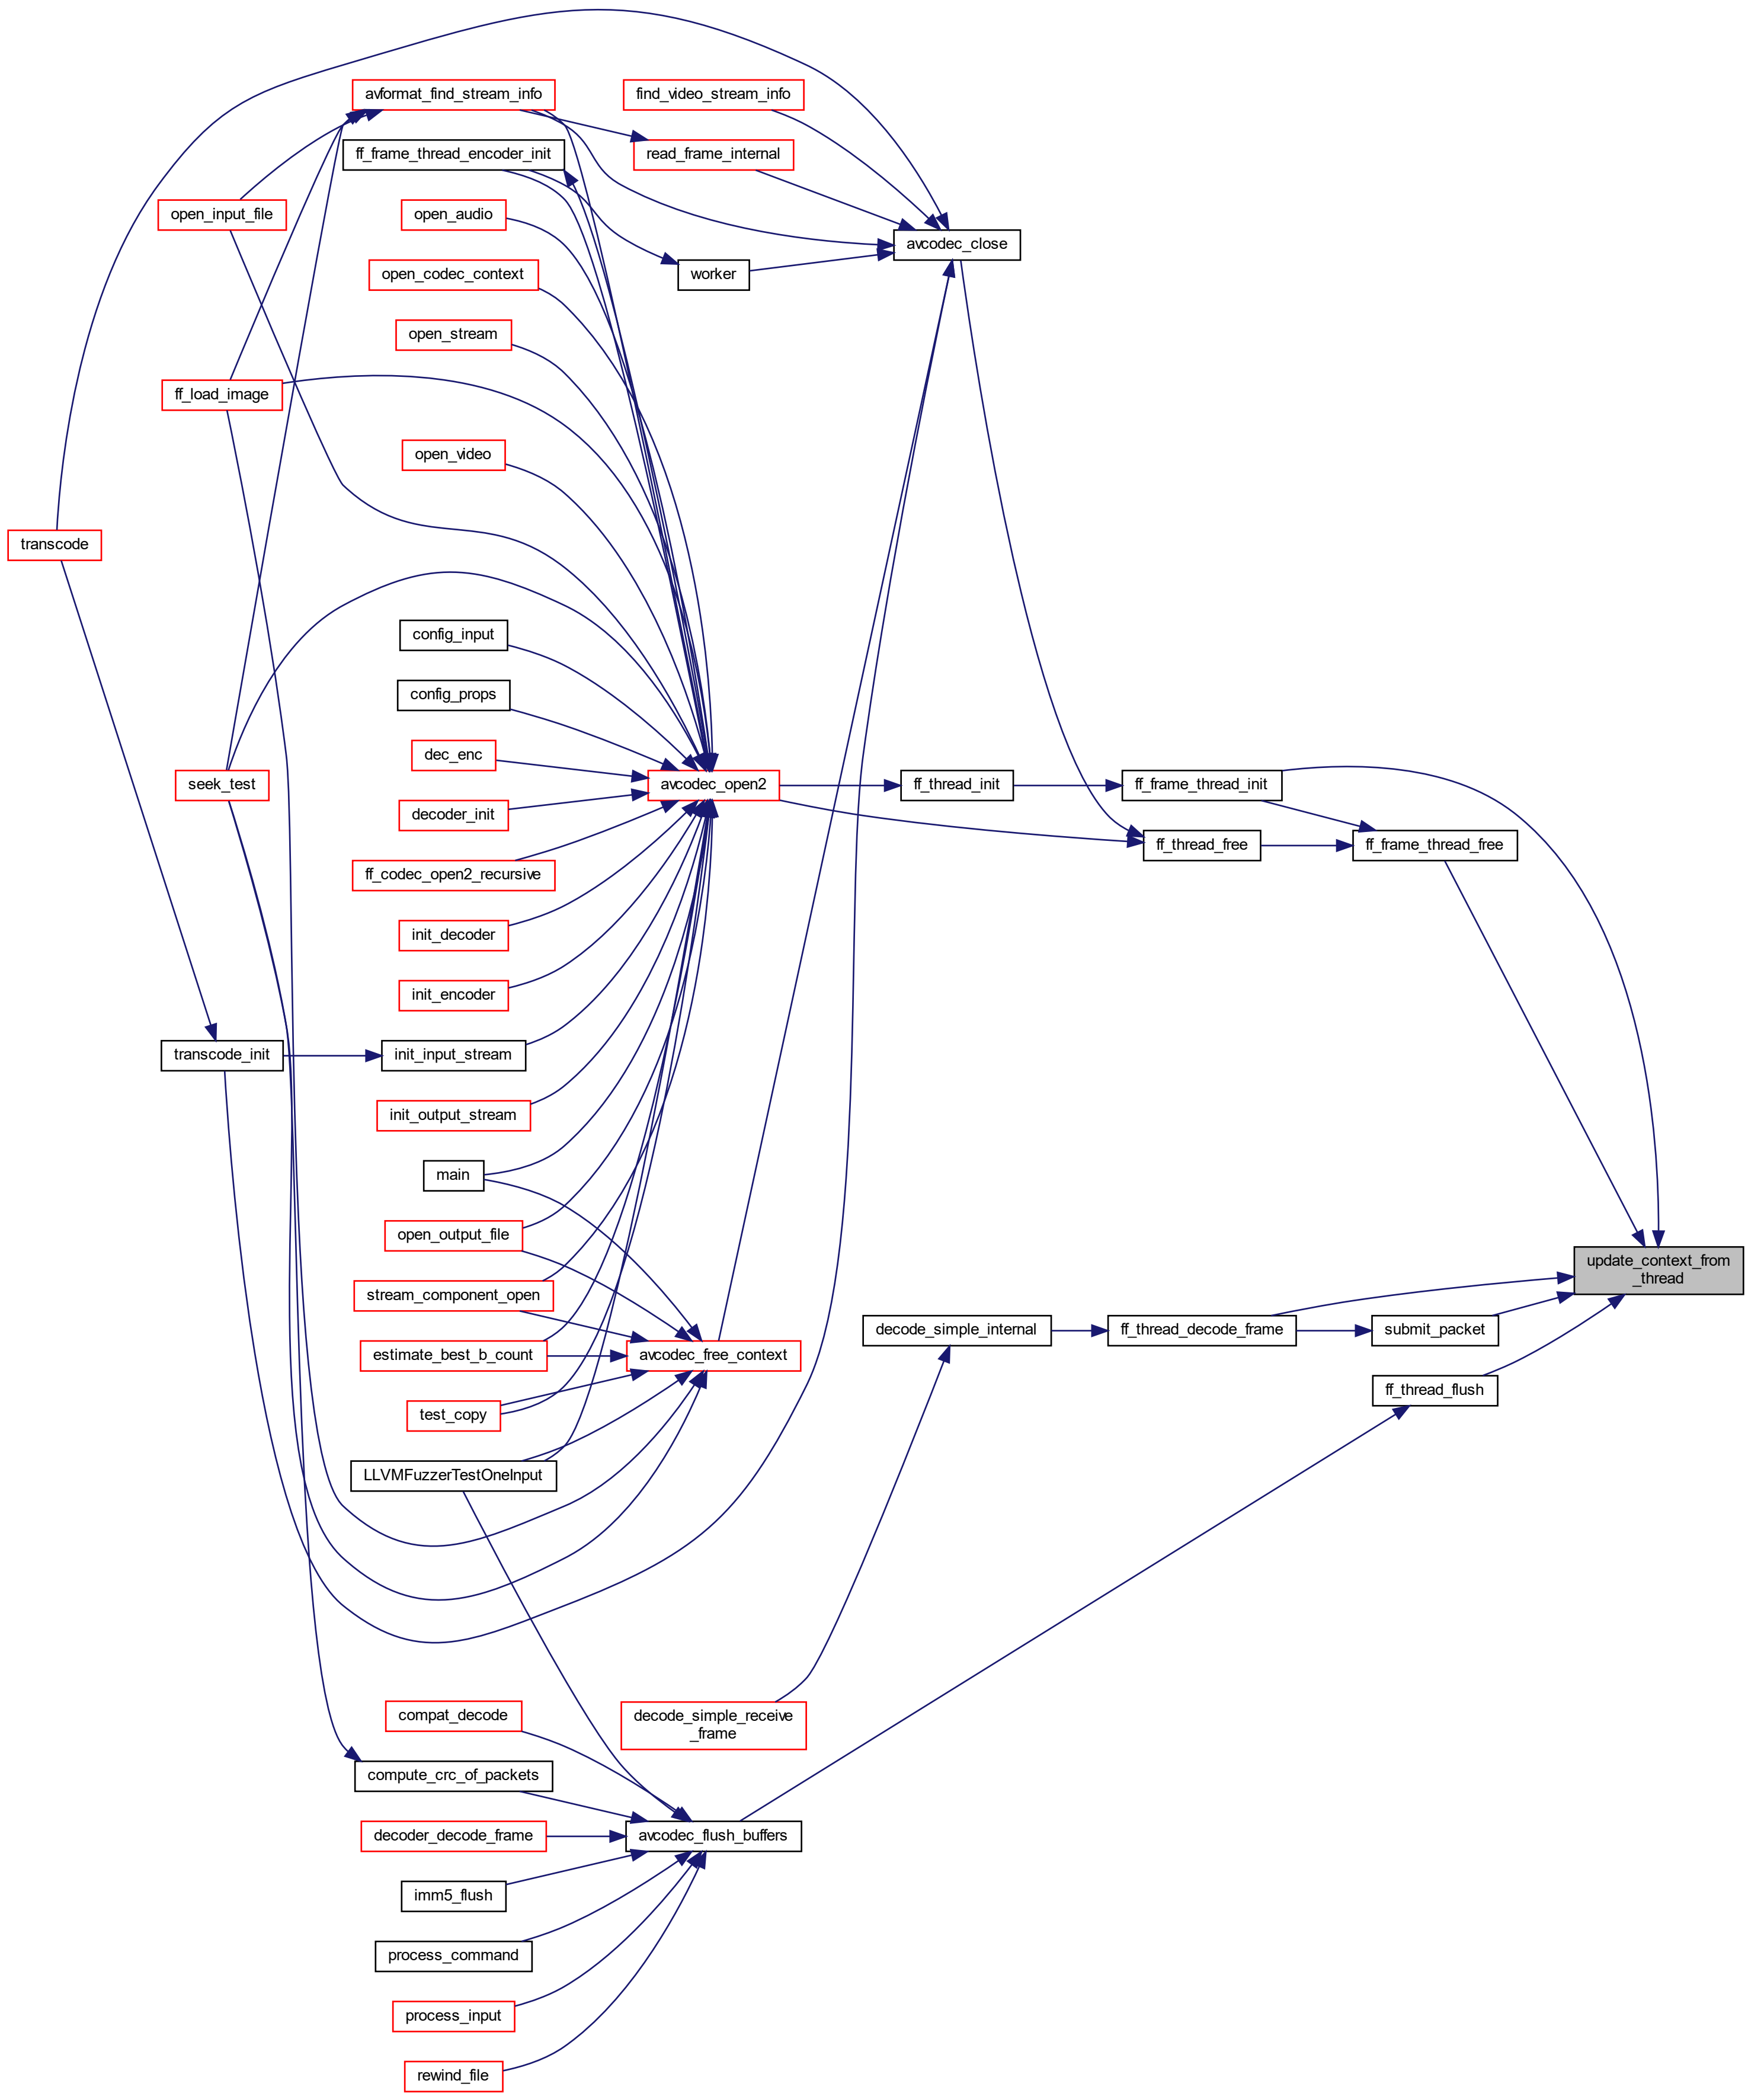 avformat_find_stream_info
find_video_stream_info
ff_frame_thread_encoder_init
read_frame_internal
open_input_file
open_audio
avcodec_close
open_codec_context
worker
open_stream
ff_load_image
open_video
transcode
config_input
config_props
dec_enc
seek_test
avcodec_open2
ff_thread_init
ff_frame_thread_init
decoder_init
ff_thread_free
ff_frame_thread_free
ff_codec_open2_recursive
init_decoder
init_encoder
transcode_init
init_input_stream
init_output_stream
main
open_output_file
update_context_from
_thread
stream_component_open
decode_simple_internal
ff_thread_decode_frame
submit_packet
estimate_best_b_count
avcodec_free_context
ff_thread_flush
test_copy
LLVMFuzzerTestOneInput
compat_decode
decode_simple_receive
_frame
compute_crc_of_packets
decoder_decode_frame
avcodec_flush_buffers
imm5_flush
process_command
process_input
rewind_file